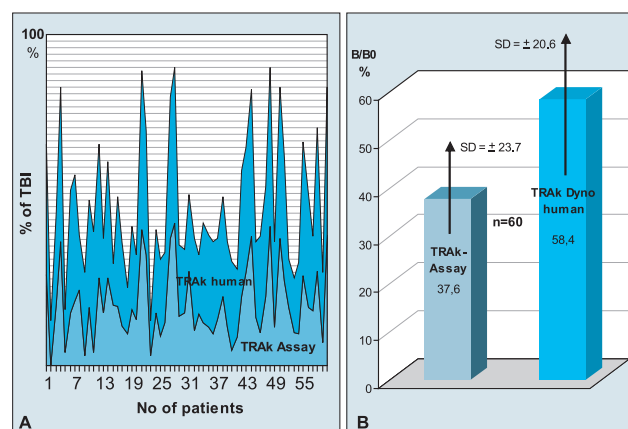 100
%
% of TBI
TRAk human
TRAk Assay
1 7 13 19 25 31 37 43 49 55
No of patients
A
B/B0
%
60
50
40
30
20
10
0
SD = ± 20.6
SD = ± 23.7
TRAk Dyno
human
58,4
n=60
TRAk-
Assay
37,6
B